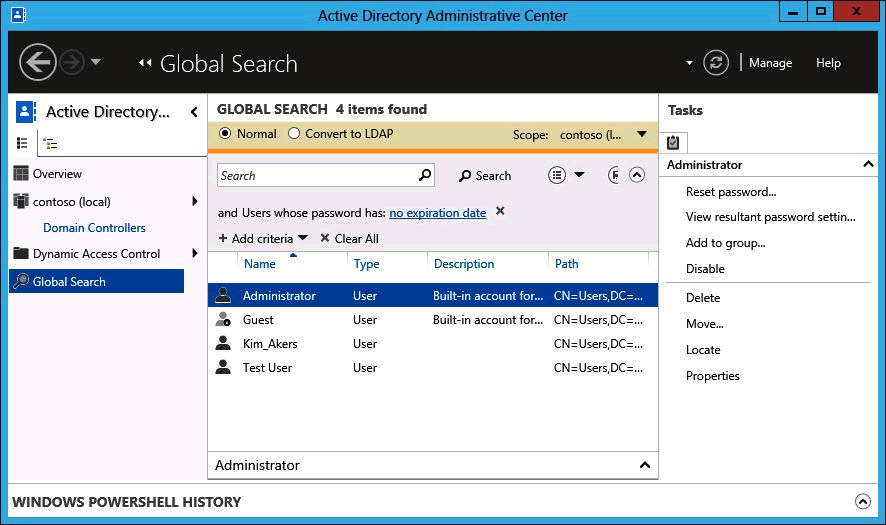 Active Directory Administrative Center
Global Search
Manage
Help
Active Directory...
Overview
contoso (local)
Domain Controllers
Dynamic Access Control
Global Search
GLOBAL SEARCH 4 items found
Normal Convert to LDAP Scope: contoso (l...
Search Search
and Users whose password has: no expiration date
Add criteria Clear All
Name Type Description Path
Administrator User Built-in account for... CN=Users,DC=...
Guest User Built-in account for... CN=Users,DC=...
Kim_Akers User CN=Users,DC=...
Test User User CN=Users,DC=...
Administrator
Tasks
Administrator
Reset password...
View resultant password settin...
Add to group...
Disable
Delete
Move...
Locate
Properties
WINDOWS POWERSHELL HISTORY